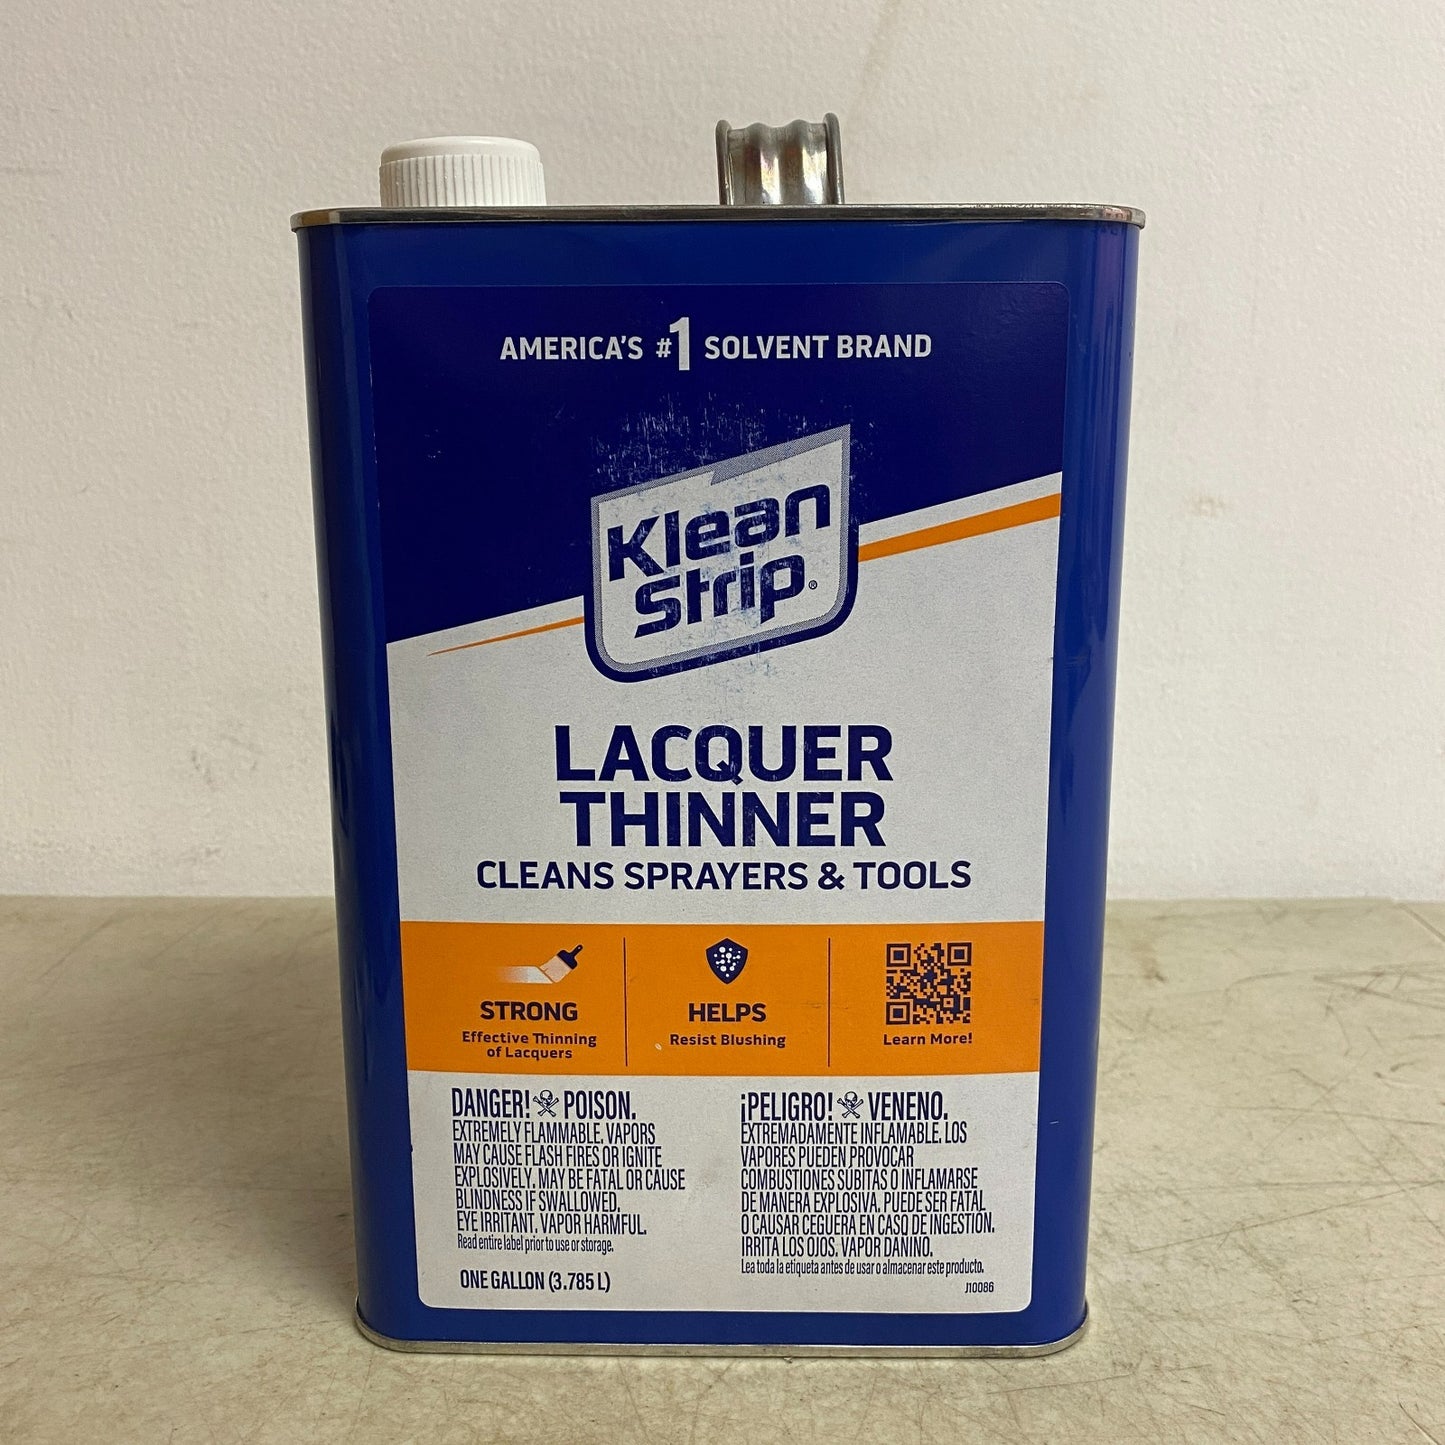 AMERICA'S #1 SOLVENT BRAND
Klean
Strip®
LACQUER
THINNER
CLEANS SPRAYERS & TOOLS
STRONG
Effective Thinning
of Lacquers
HELPS
Resist Blushing
Learn More!
DANGER! POISON.
EXTREMELY FLAMMABLE. VAPORS
MAY CAUSE FLASH FIRES OR IGNITE
EXPLOSIVELY. MAY BE FATAL OR CAUSE
BLINDNESS IF SWALLOWED.
EYE IRRITANT. VAPOR HARMFUL.
Read entire label prior to use or storage.
ONE GALLON (3.785 L)
¡PELIGRO! VENENO.
EXTREMADAMENTE INFLAMABLE. LOS
VAPORES PUEDEN PROVOCAR
COMBUSTIONES SÚBITAS O INFLAMARSE
DE MANERA EXPLOSIVA. PUEDE SER FATAL
O CAUSAR CEGUERA EN CASO DE INGESTIÓN.
IRRITA LOS OJOS. VAPOR DANINO.
Lea toda la etiqueta antes de usar o almacenar este producto.
J10086